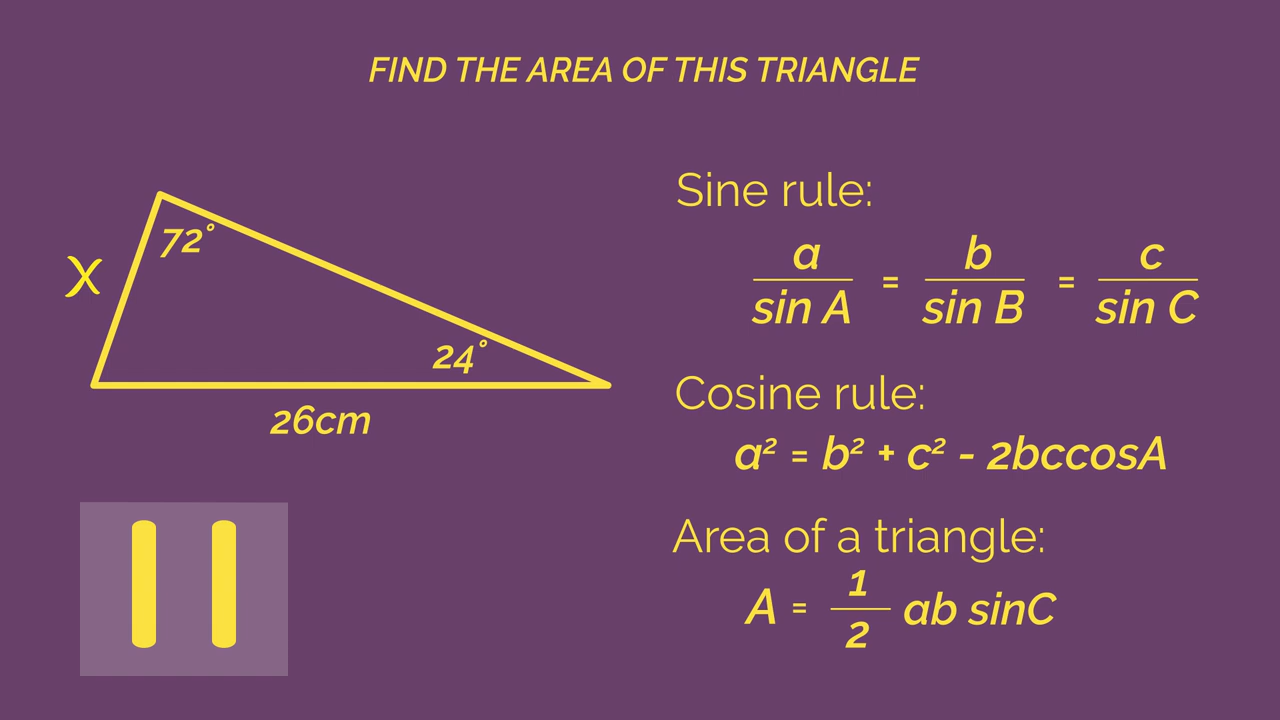 FIND THE AREA OF THIS TRIANGLE
72°
X
24°
26cm
Sine rule:
a/sin A = b/sin B = c/sin C
Cosine rule:
a² = b² + c² - 2bccosA
Area of a triangle:
A = 1/2 ab sinC